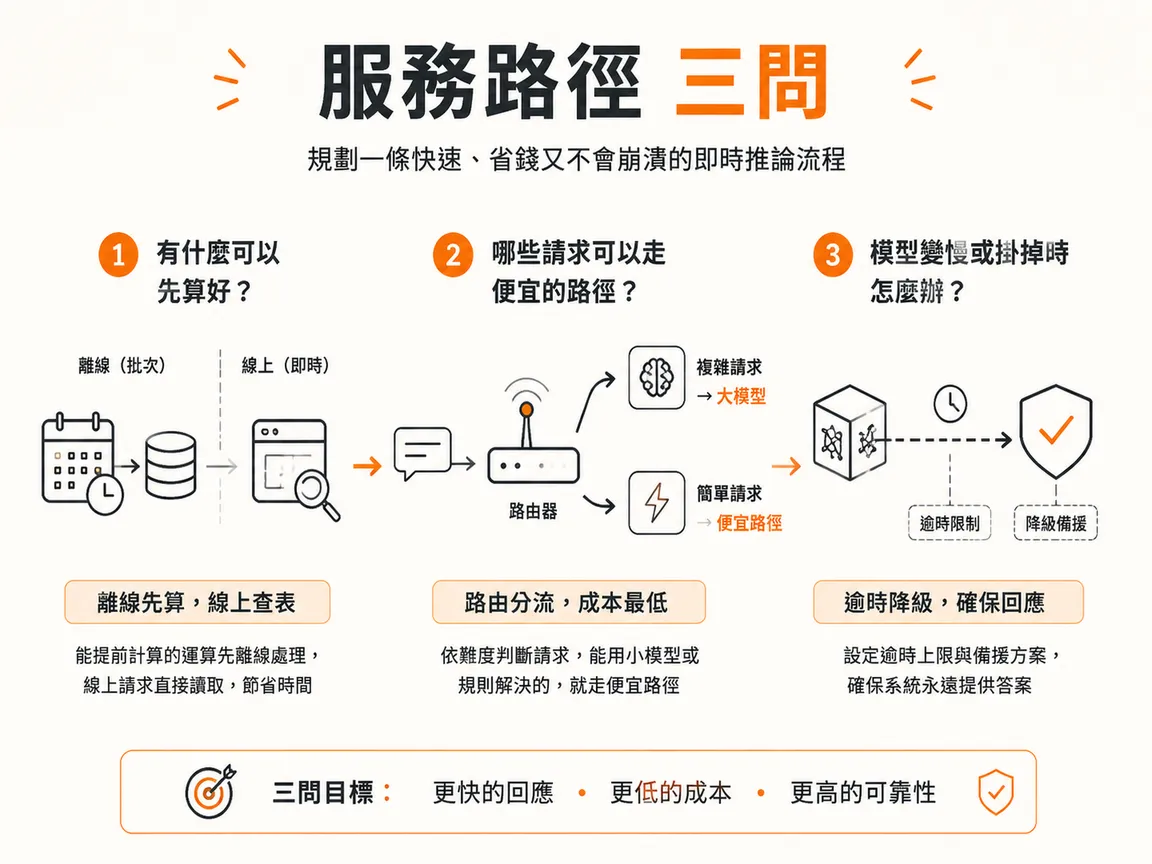 服務路徑 三問
規劃一條快速、省錢又不會崩潰的即時推論流程
1 有什麼可以
先算好？
2 哪些請求可以走
便宜的路徑？
3 模型變慢或掛掉時
怎麼辦？
離線（批次）
線上（即時）
路由器
複雜請求
→ 大模型
簡單請求
→ 便宜路徑
逾時限制
降級備援
離線先算，線上查表
能提前計算的運算先離線處理，
線上請求直接讀取，節省時間
路由分流，成本最低
依難度判斷請求，能用小模型或
規則解決的，就走便宜路徑
逾時降級，確保回應
設定逾時上限與備援方案，
確保系統永遠提供答案
三問目標： 更快的回應 • 更低的成本 • 更高的可靠性